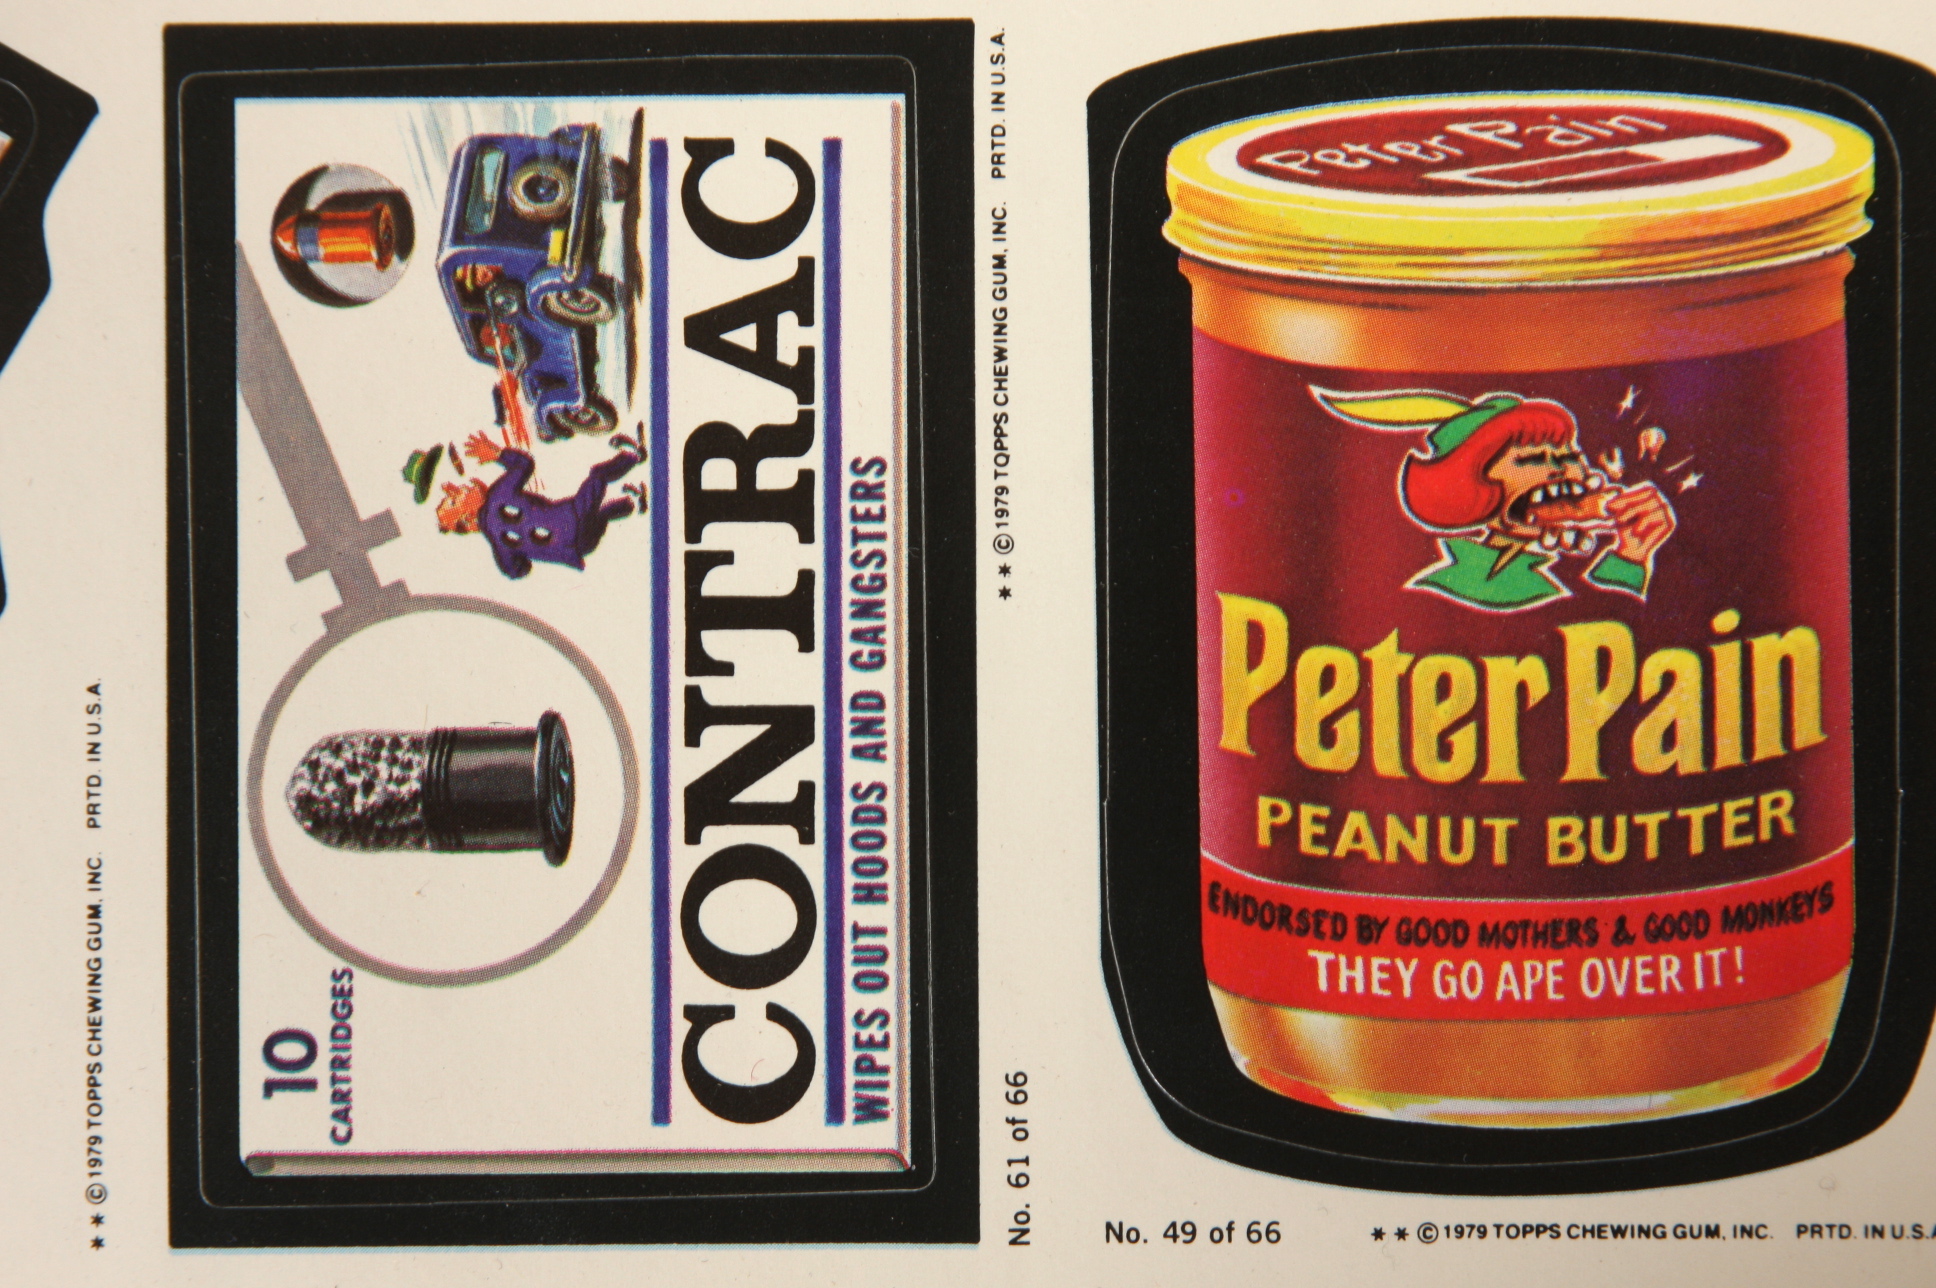 * * © 1979 TOPPS CHEWING GUM, INC. PRTD. IN U.S.A.
10
CARTRIDGES
CONTRAC
WIPES OUT HOODS AND GANGSTERS
No. 61 of 66
* * © 1979 TOPPS CHEWING GUM, INC. PRTD. IN U.S.A.
Peter Pain
Peter Pain
PEANUT BUTTER
ENDORSED BY GOOD MOTHERS & GOOD MONKEYS
THEY GO APE OVER IT!
No. 49 of 66
* * © 1979 TOPPS CHEWING GUM, INC. PRTD. IN U.S.A